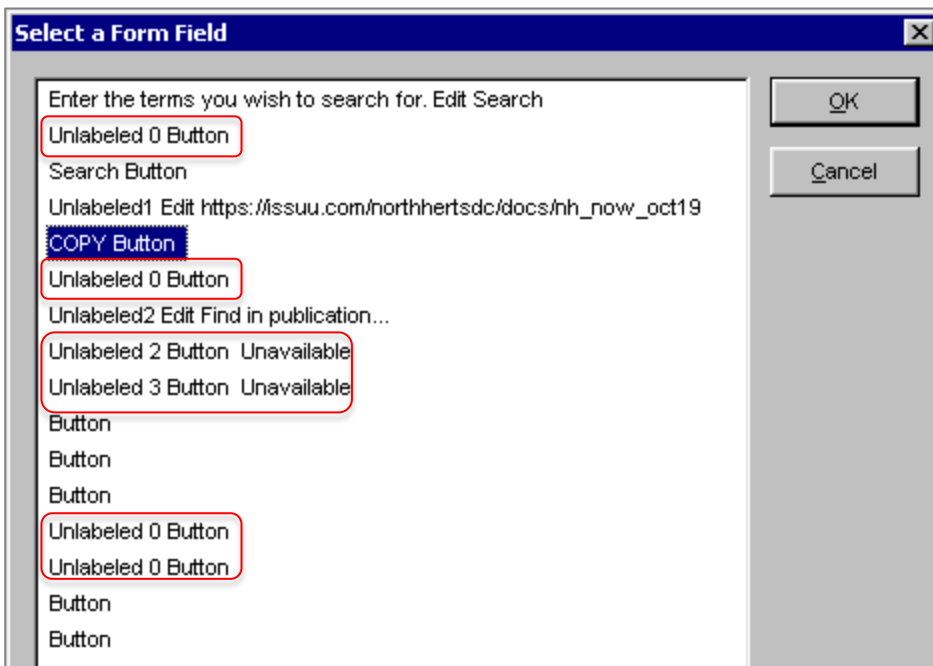 Select a Form Field
Enter the terms you wish to search for. Edit Search
Unlabeled 0 Button
Search Button
Unlabeled1 Edit https://issuu.com/northhertsdc/docs/nh_now_oct19
COPY Button
Unlabeled 0 Button
Unlabeled2 Edit Find in publication...
Unlabeled 2 Button  Unavailable
Unlabeled 3 Button  Unavailable
Button
Button
Button
Unlabeled 0 Button
Unlabeled 0 Button
Button
Button
OK
Cancel